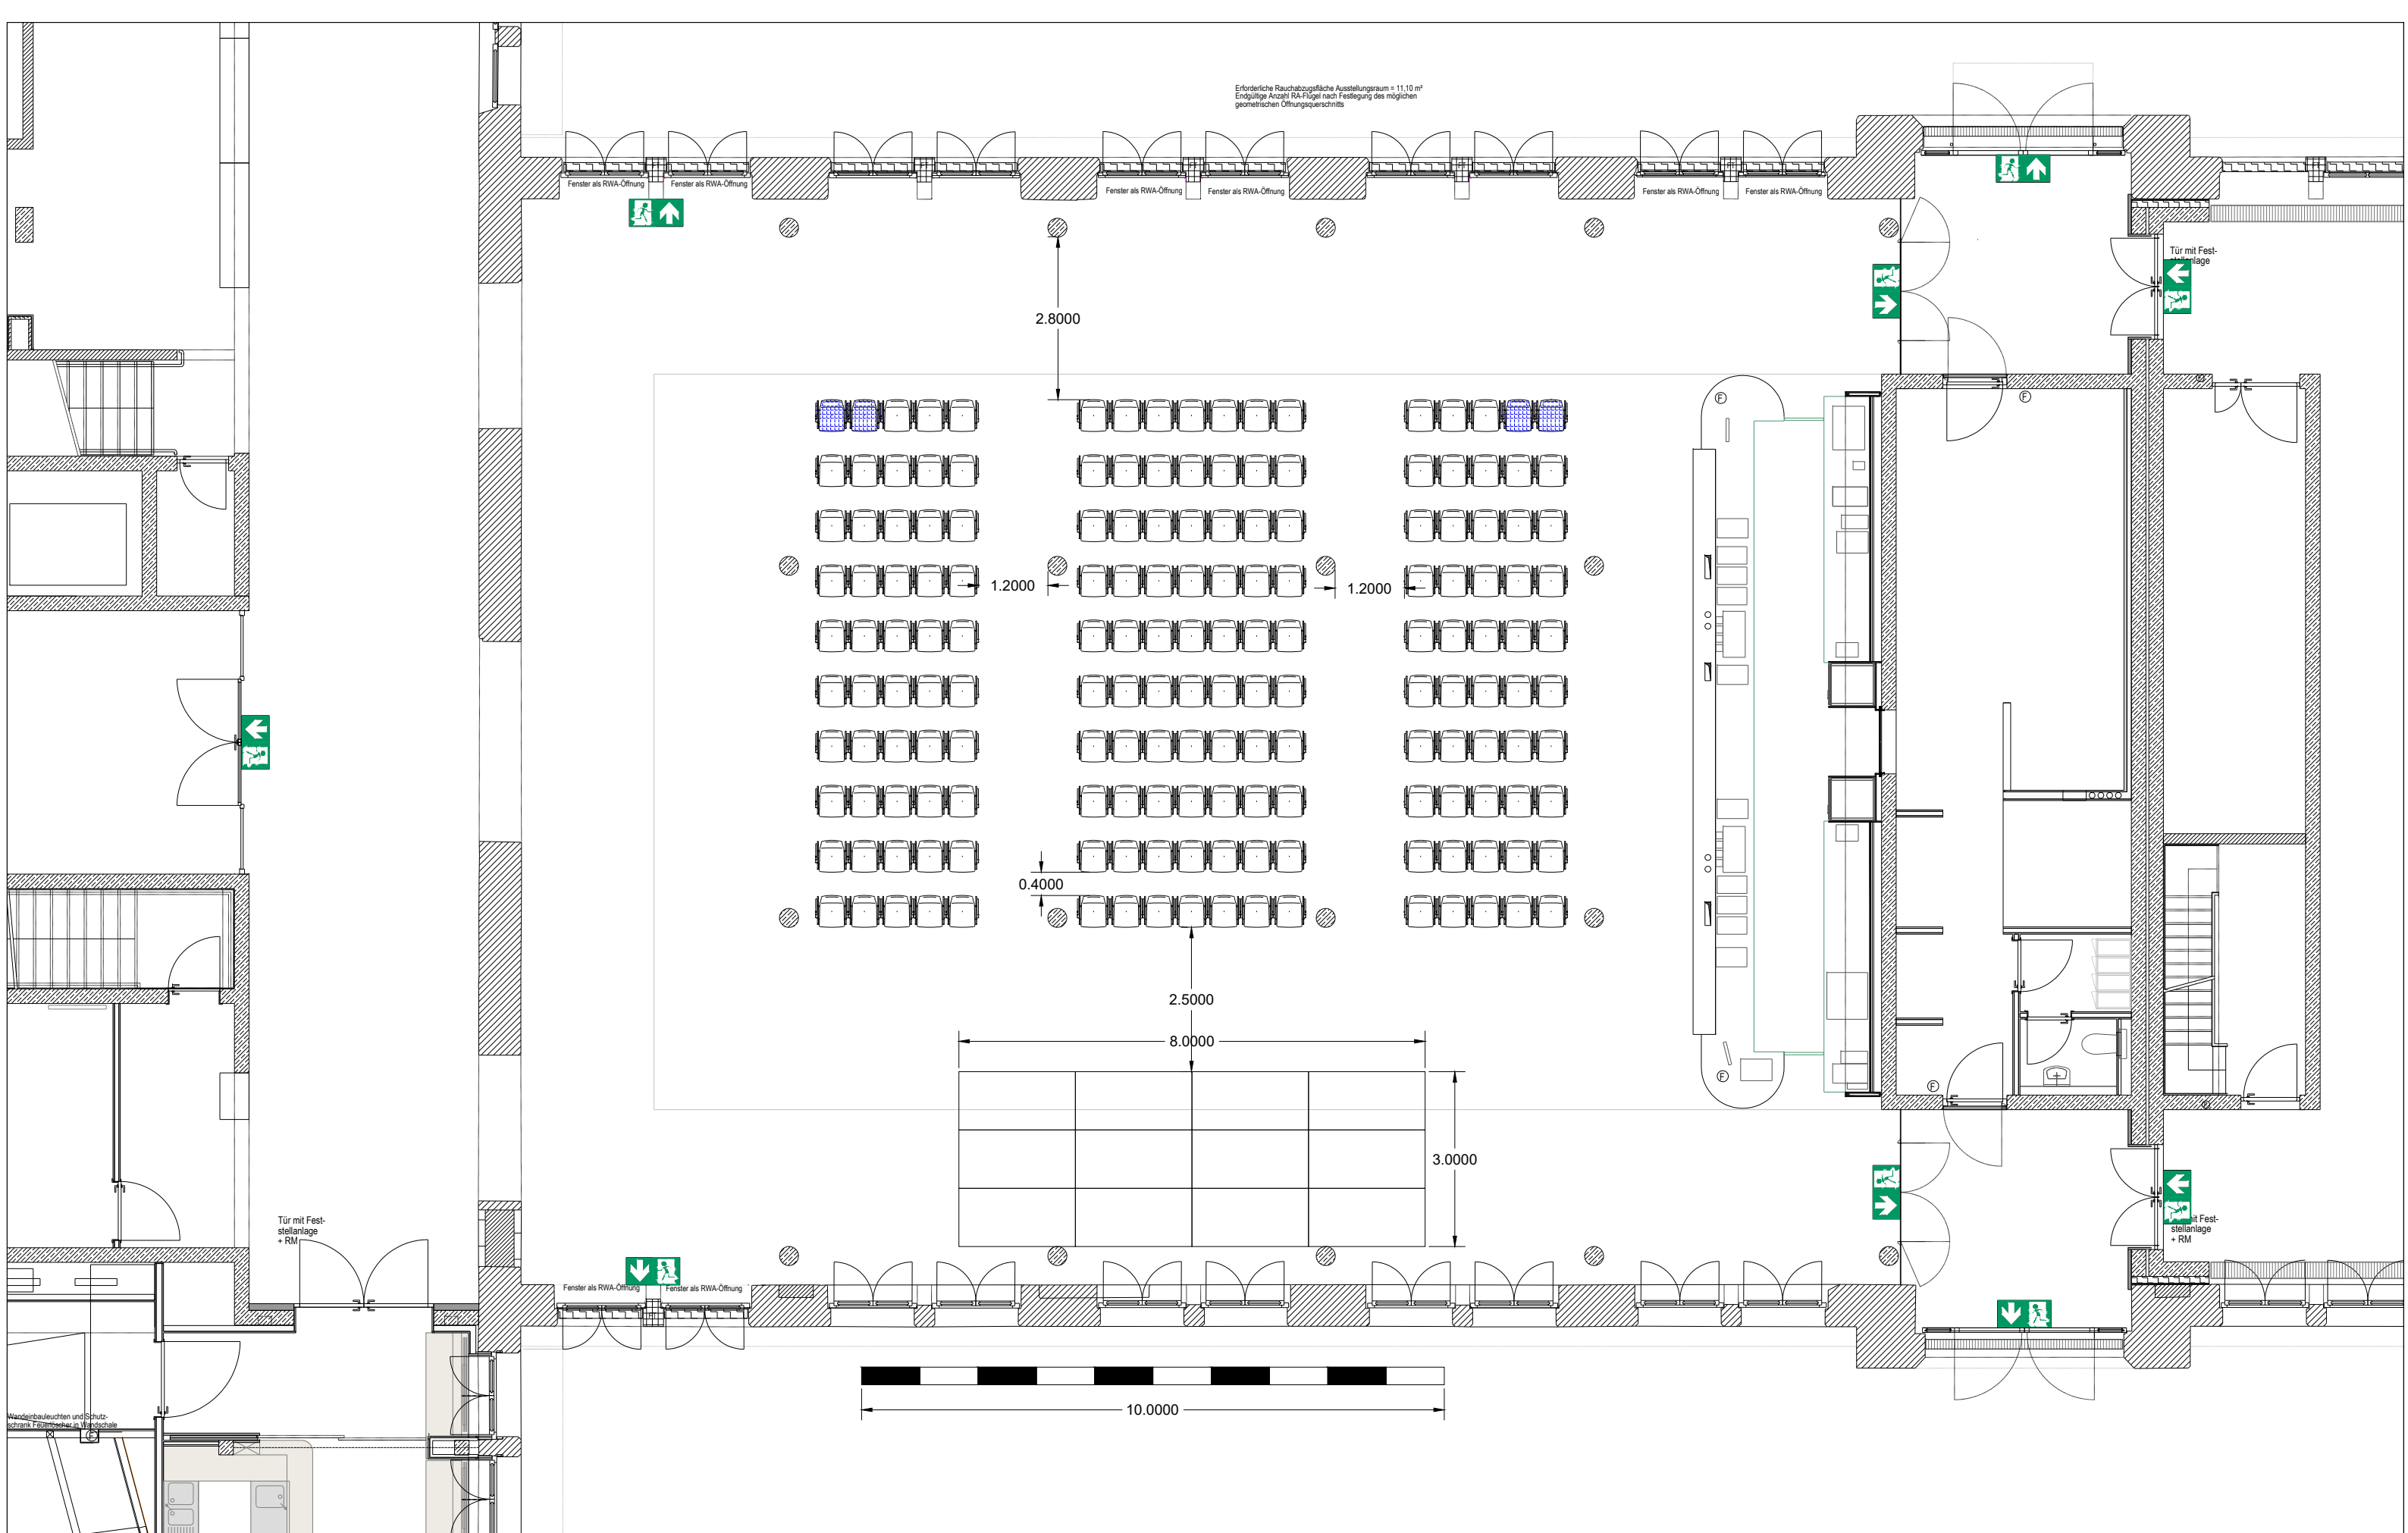 Erforderliche Rauchabzugsfläche Ausstellungsraum = 11,10 m²
Endgültige Anzahl RA-Flügel nach Festlegung des möglichen
geometrischen Öffnungsquerschnitts
Fenster als RWA-Öffnung
Fenster als RWA-Öffnung
Fenster als RWA-Öffnung
Fenster als RWA-Öffnung
Fenster als RWA-Öffnung
Fenster als RWA-Öffnung
Tür mit Fest-
stellanlage
2.8000
F
F
1.2000
1.2000
0.4000
2.5000
8.0000
F
F
3.0000
Tür mit Fest-
stellanlage
+ RM
mit Fest-
stellanlage
+ RM
Fenster als RWA-Öffnung
Fenster als RWA-Öffnung
10.0000
Wandeinbauleuchten und Schutz-
schrank Feuerlöscher in Wandschale
F